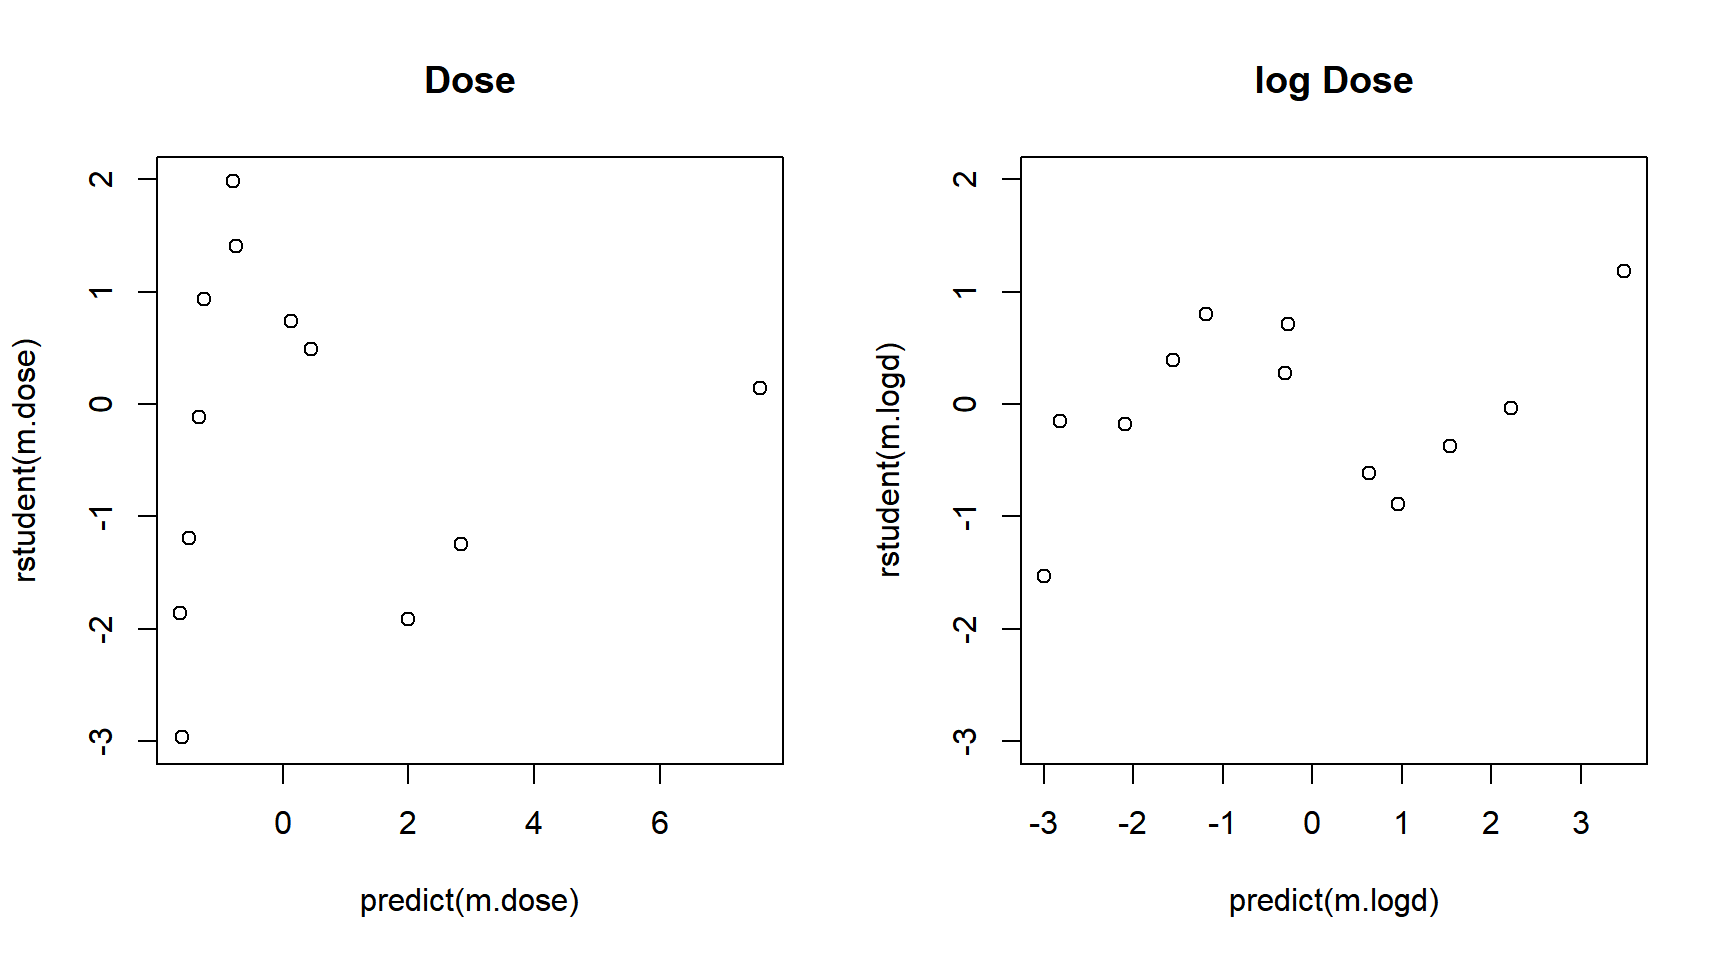 Dose
rstudent(m.dose)
2
1
0
-1
-2
-3
0 2 4 6
predict(m.dose)
log Dose
rstudent(m.logd)
2
1
0
-1
-2
-3
-3 -2 -1 0 1 2 3
predict(m.logd)